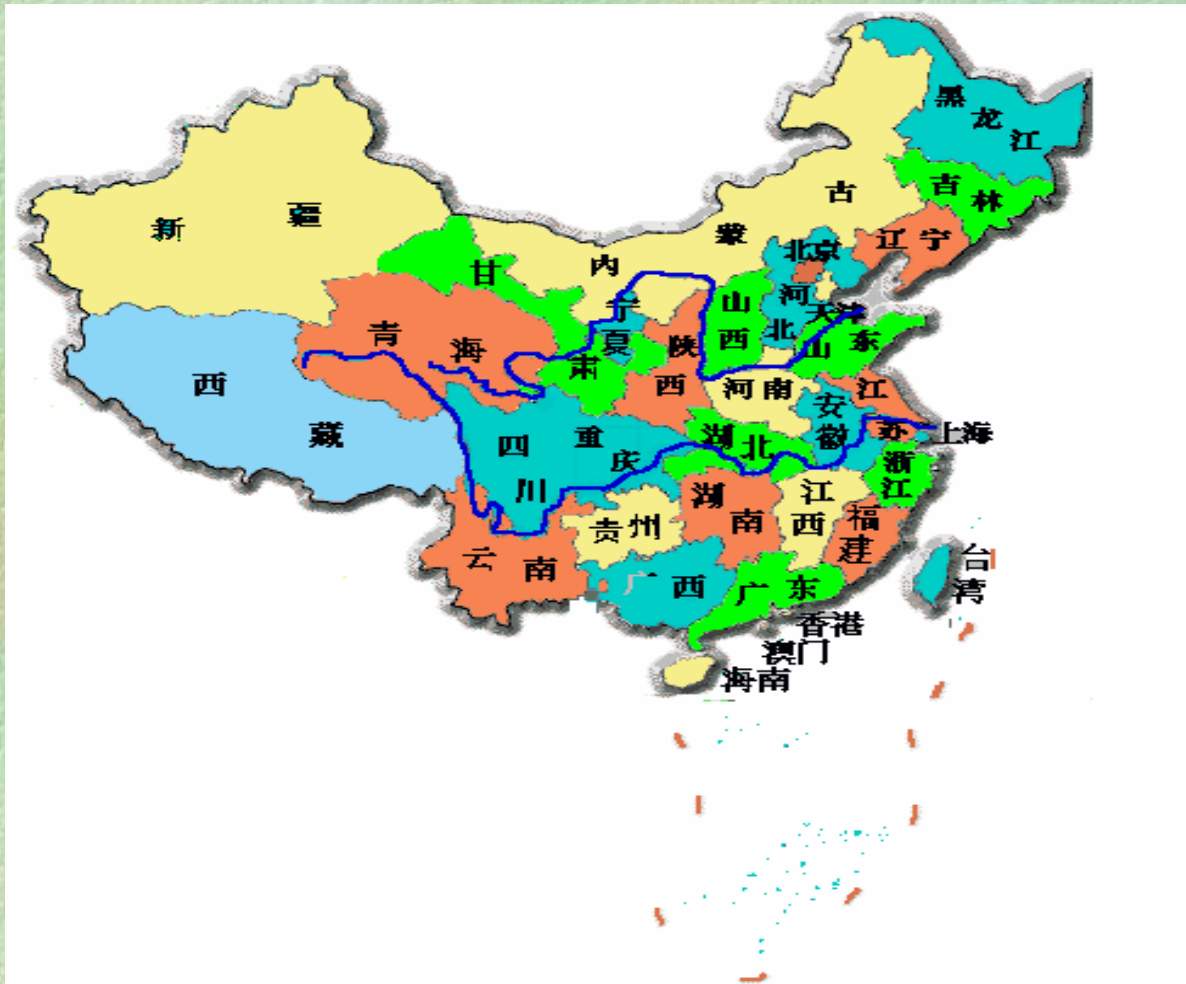 黑龙江
吉林
辽宁
内蒙古
新疆
甘肃
北京
天津
河北
山西
山东
宁夏
陕西
青海
西藏
河南
江苏
安徽
上海
四川
重庆
湖北
浙江
湖南
江西
福建
贵州
云南
广西
广东
台湾
香港
澳门
海南